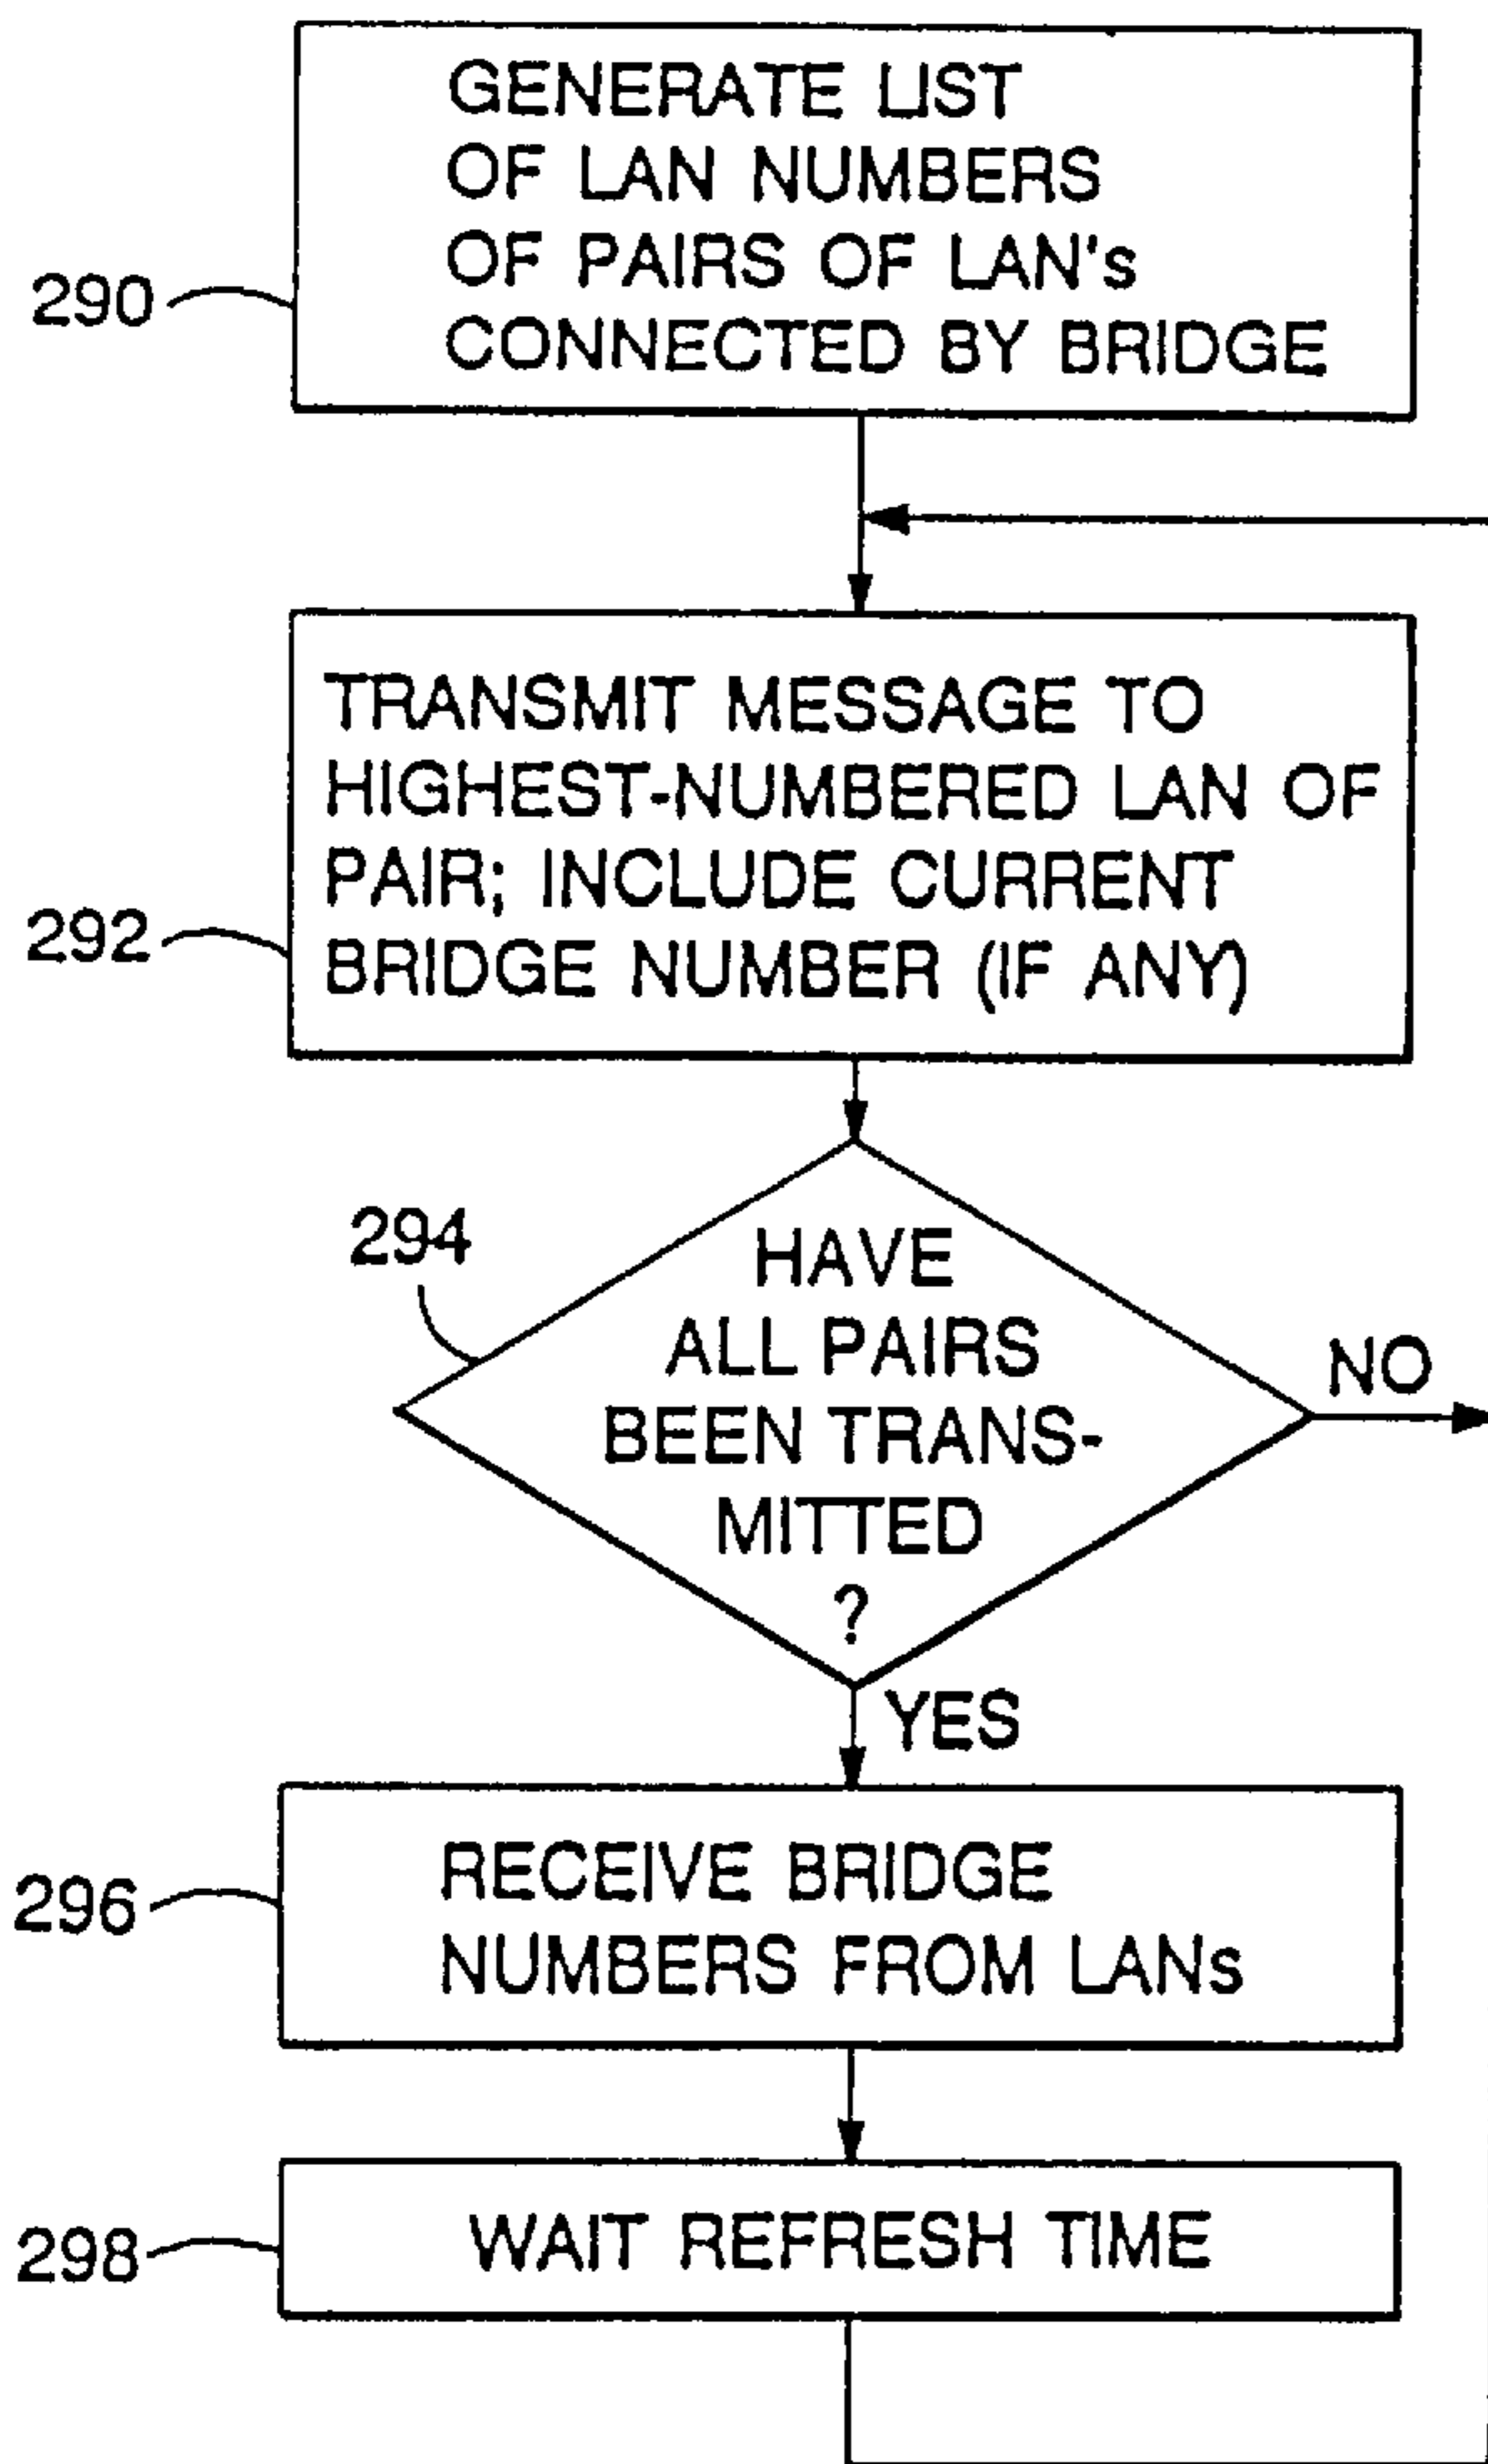 GENERATE LIST
OF LAN NUMBERS
OF PAIRS OF LAN's
CONNECTED BY BRIDGE
290
TRANSMIT MESSAGE TO
HIGHEST-NUMBERED LAN OF
PAIR; INCLUDE CURRENT
BRIDGE NUMBER (IF ANY)
292
294
HAVE
ALL PAIRS
BEEN TRANS-
MITTED
?
NO
YES
RECEIVE BRIDGE
NUMBERS FROM LANs
296
WAIT REFRESH TIME
298